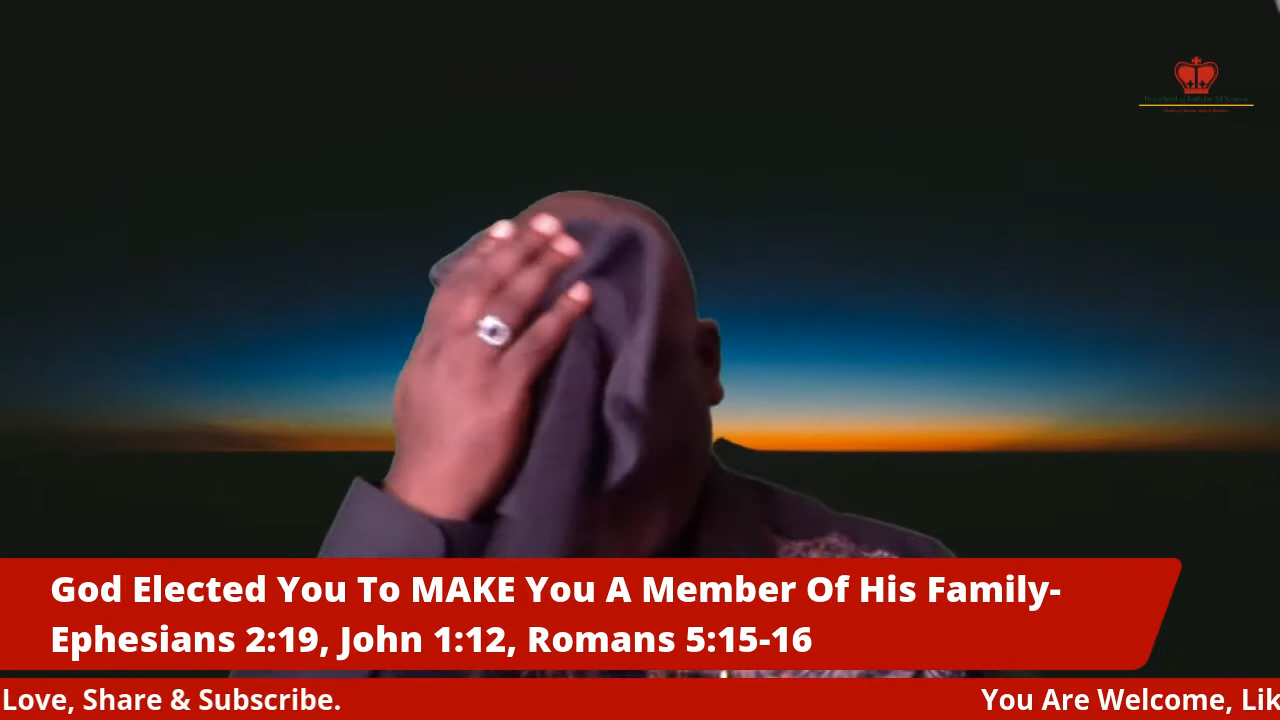 God Elected You To MAKE You A Member Of His Family-
Ephesians 2:19, John 1:12, Romans 5:15-16
Love, Share & Subscribe.
You Are Welcome, Lik